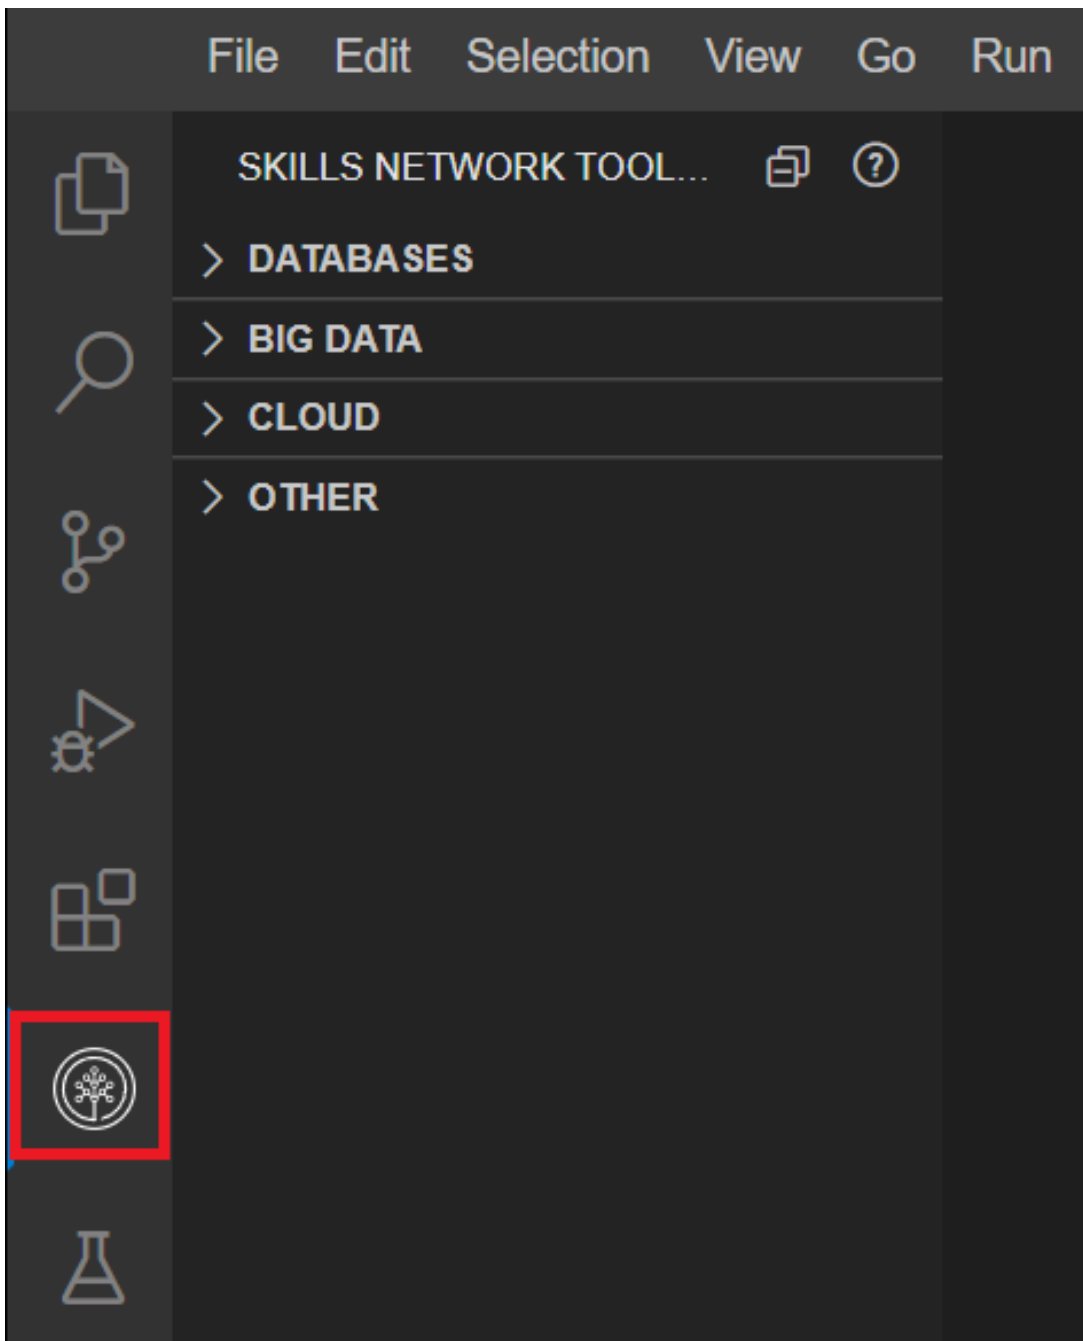 File Edit Selection View Go Run
SKILLS NETWORK TOOL...
DATABASES
BIG DATA
CLOUD
OTHER